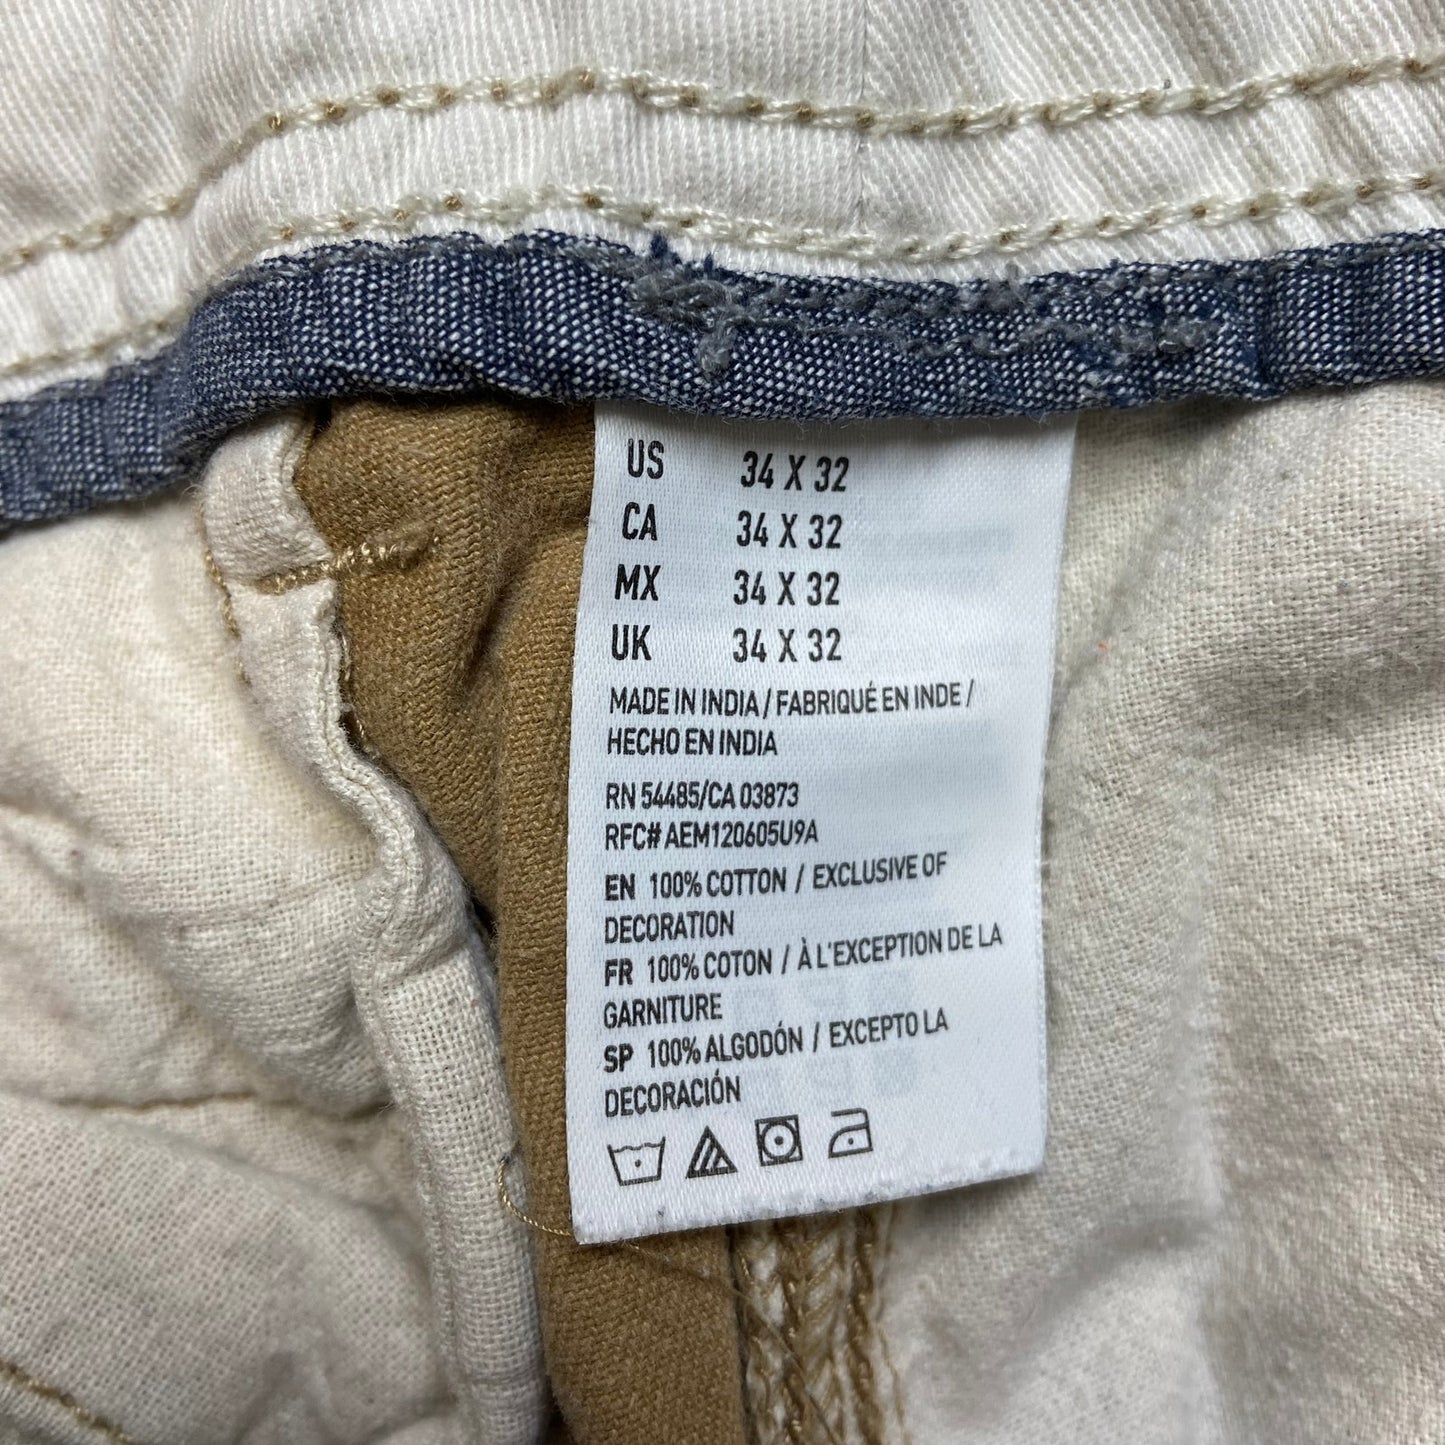 US 34 X 32
CA 34 X 32
MX 34 X 32
UK 34 X 32
MADE IN INDIA / FABRIQUÉ EN INDE /
HECHO EN INDIA
RN 54485/CA 03873
RFC# AEM120605U9A
EN 100% COTTON / EXCLUSIVE OF
DECORATION
FR 100% COTON / À L'EXCEPTION DE LA
GARNITURE
SP 100% ALGODÓN / EXCEPTO LA
DECORACIÓN